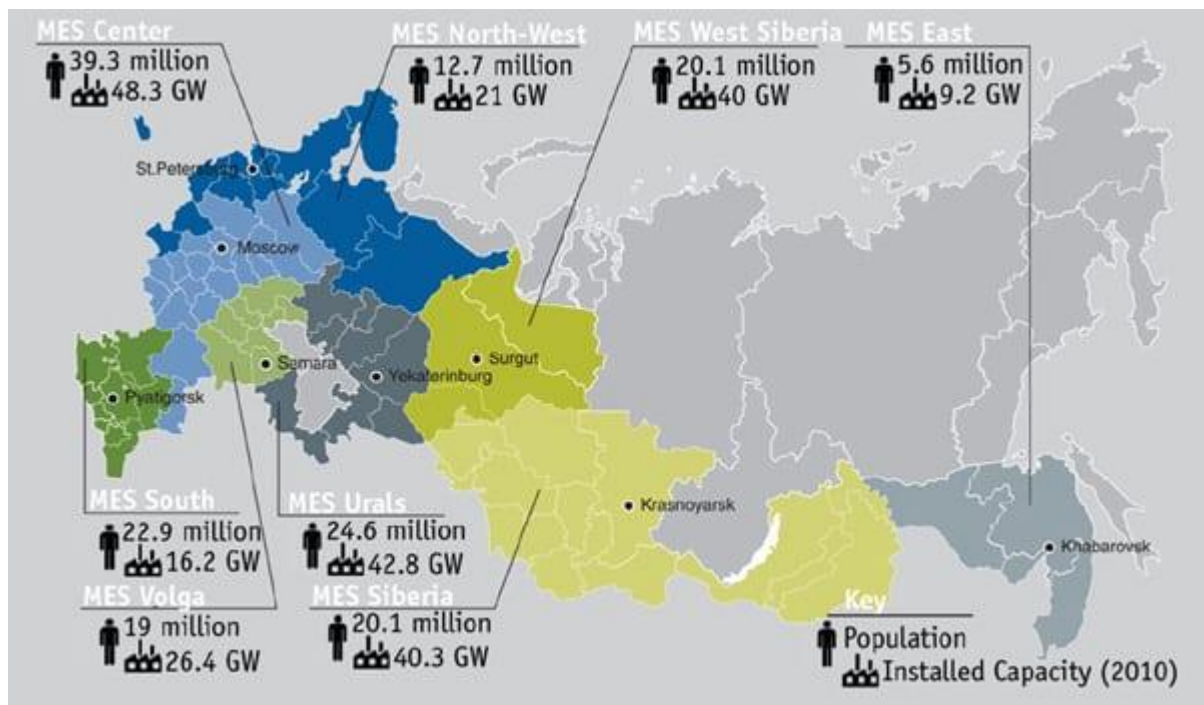 MES Center
39.3 million
48.3 GW
MES North-West
12.7 million
21 GW
MES West Siberia
20.1 million
40 GW
MES East
5.6 million
9.2 GW
St.Petersburg
Moscow
Samara
Yekaterinburg
Surgut
Pyatigorsk
Krasnoyarsk
Khabarovsk
MES South
22.9 million
16.2 GW
MES Urals
24.6 million
42.8 GW
MES Volga
19 million
26.4 GW
MES Siberia
20.1 million
40.3 GW
Key
Population
Installed Capacity (2010)